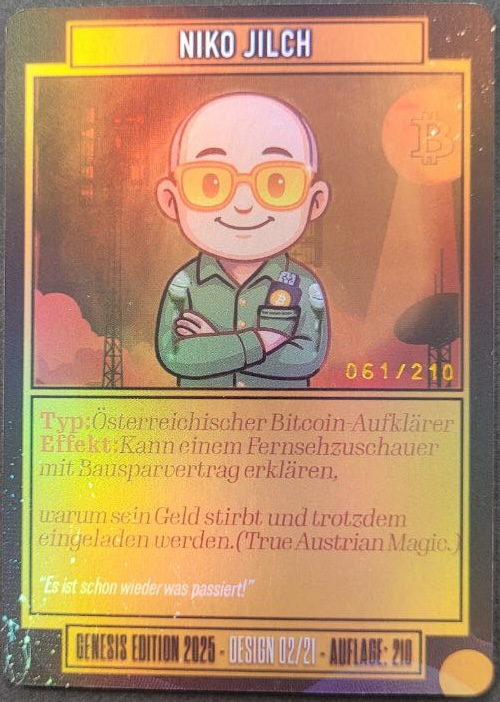 NIKO JILCH
₿
061/210
Typ:Österreichischer Bitcoin-Aufklärer
Effekt:Kann einem Fernsehzuschauer
mit Bausparvertrag erklären,
warum sein Geld stirbt und trotzdem
eingeladen werden.(True Austrian Magic.)
"Es ist schon wieder was passiert!"
GENESIS EDITION 2025 - DESIGN 02/21 - AUFLAGE: 210